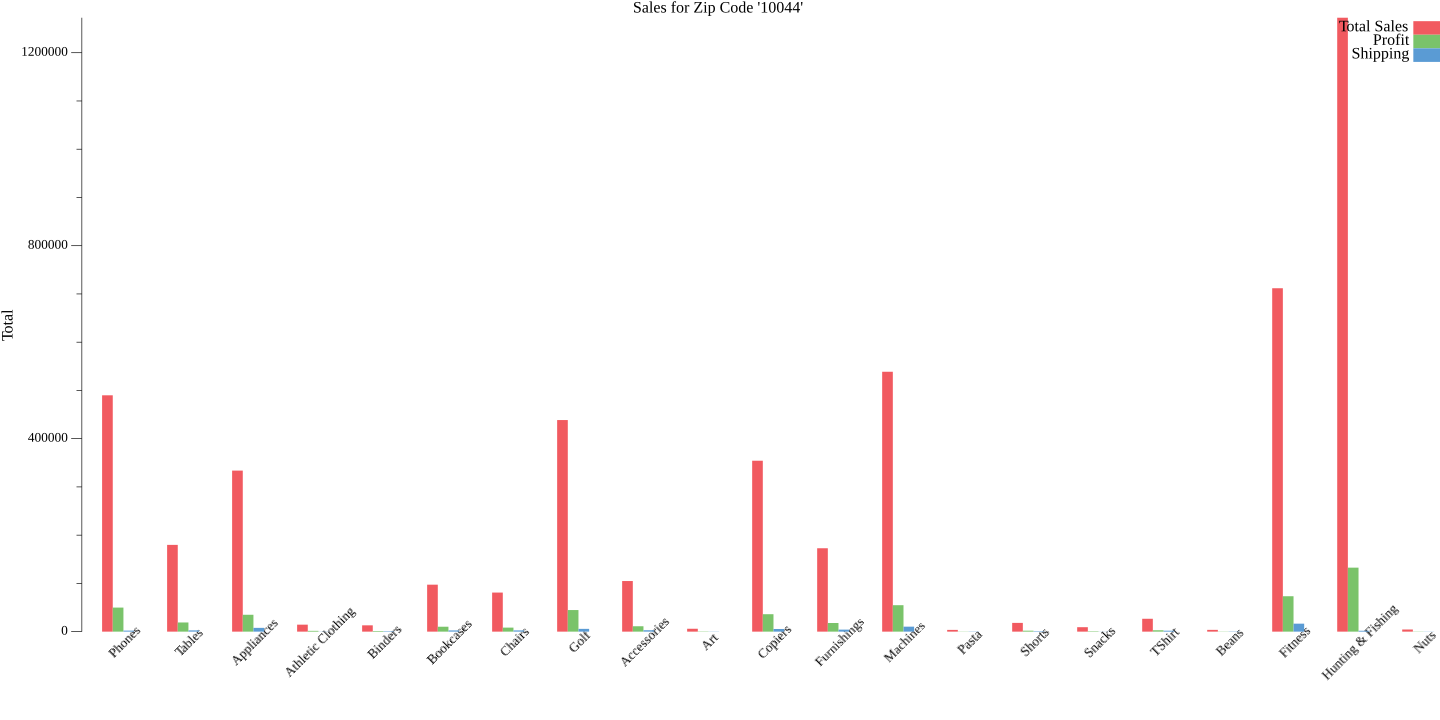 Sales for Zip Code '10044'
Total Sales
Profit
Shipping
1200000
800000
400000
0
Total
Phones
Tables
Appliances
Athletic Clothing
Binders
Bookcases
Chairs
Golf
Accessories
Art
Copiers
Furnishings
Machines
Pasta
Shorts
Snacks
TShirt
Beans
Fitness
Hunting & Fishing
Nuts